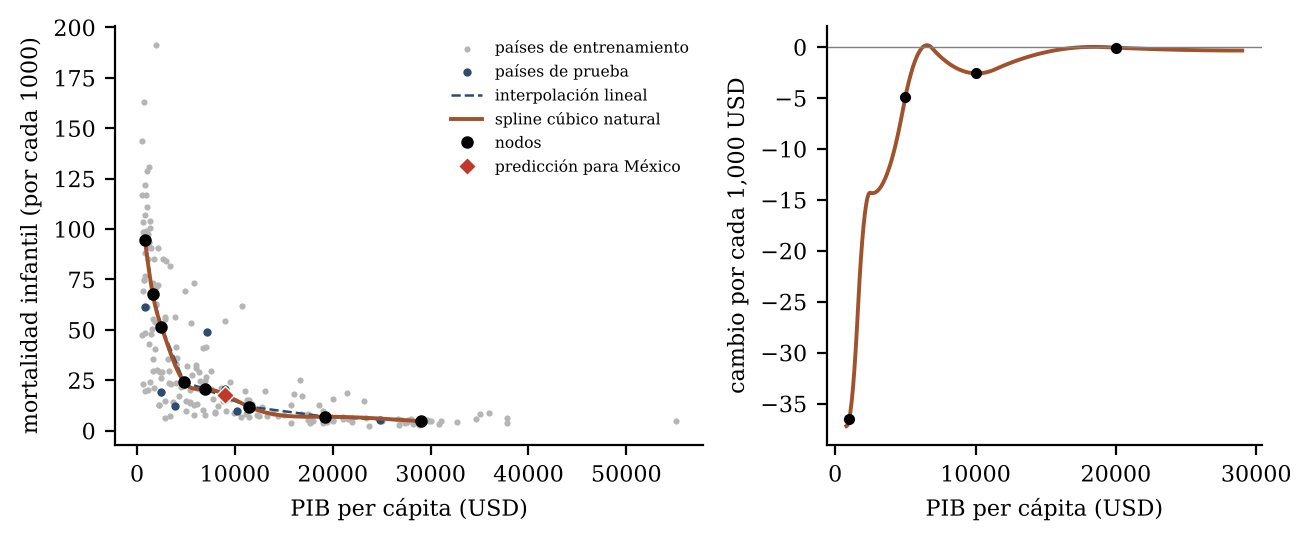 200
175
150
125
100
75
50
25
0
mortalidad infantil (por cada 1000)
0
10000
20000
30000
40000
50000
PIB per cápita (USD)
países de entrenamiento
países de prueba
interpolación lineal
spline cúbico natural
nodos
predicción para México
0
−5
−10
−15
−20
−25
−30
−35
cambio por cada 1,000 USD
0
10000
20000
30000
PIB per cápita (USD)